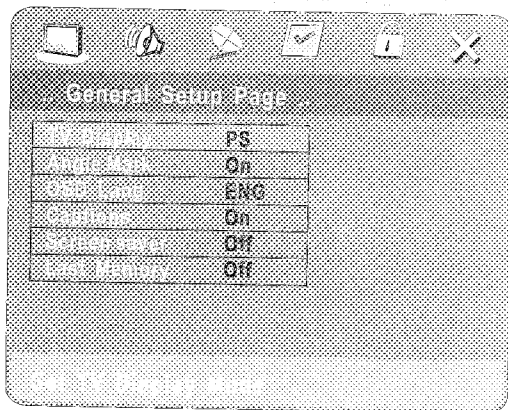 .. General Setup Page ..
TV Display PS
Angle Mark On
OSD Lang ENG
Captions On
Screen saver Off
Last Memory Off
Set TV Display Mode